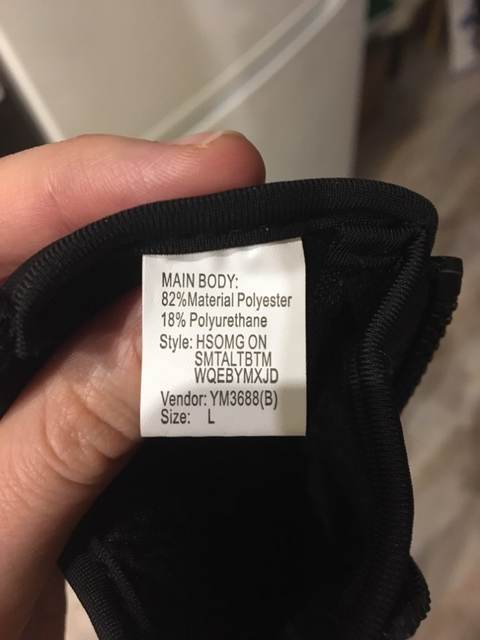 MAIN BODY:
82%Material Polyester
18% Polyurethane
Style: HSOMG ON
SMTALTBTM
WQEBYMXJD
Vendor: YM3688(B)
Size: L